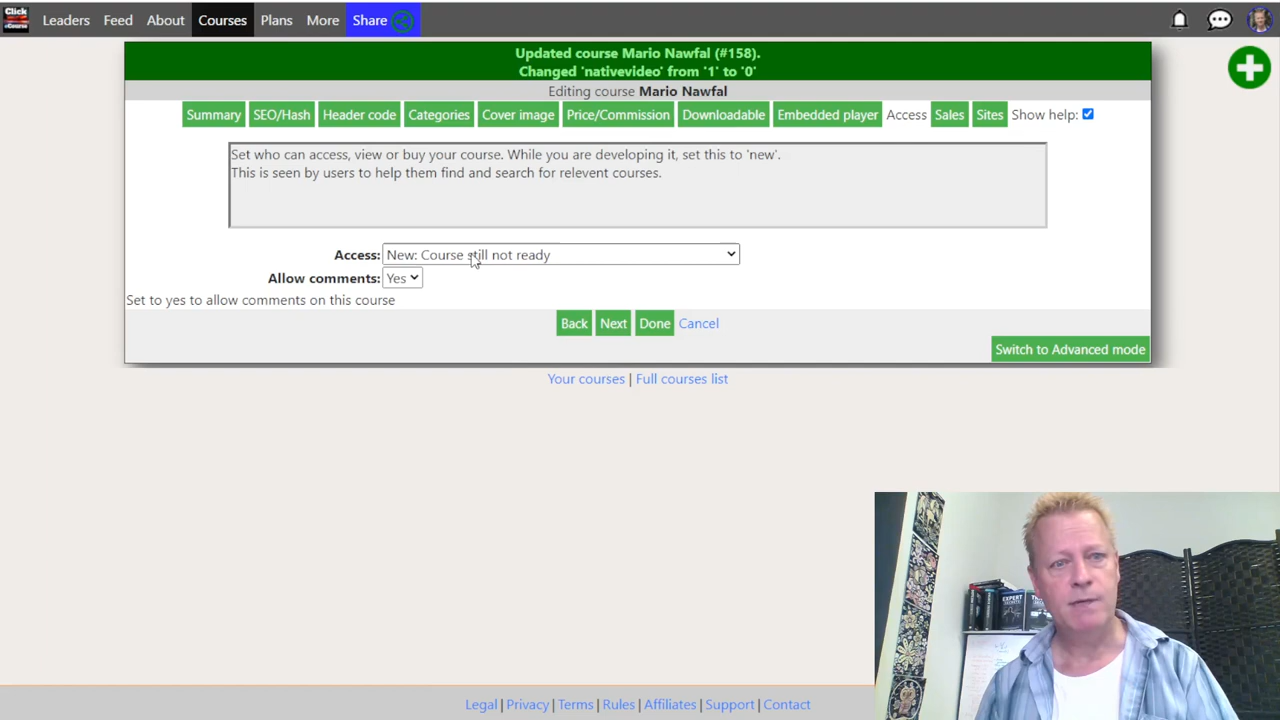 Click
eCourse
Leaders
Feed
About
Courses
Plans
More
Share
Updated course Mario Nawfal (#158).
Changed 'nativevideo' from '1' to '0'
Editing course Mario Nawfal
Summary
SEO/Hash
Header code
Categories
Cover image
Price/Commission
Downloadable
Embedded player
Access
Sales
Sites
Show help:
Set who can access, view or buy your course. While you are developing it, set this to 'new'.
This is seen by users to help them find and search for relevent courses.
Access: New: Course still not ready
Allow comments: Yes
Set to yes to allow comments on this course
Back
Next
Done
Cancel
Switch to Advanced mode
Your courses | Full courses list
EXPERT
SECRETS
Legal | Privacy | Terms | Rules | Affiliates | Support | Contact